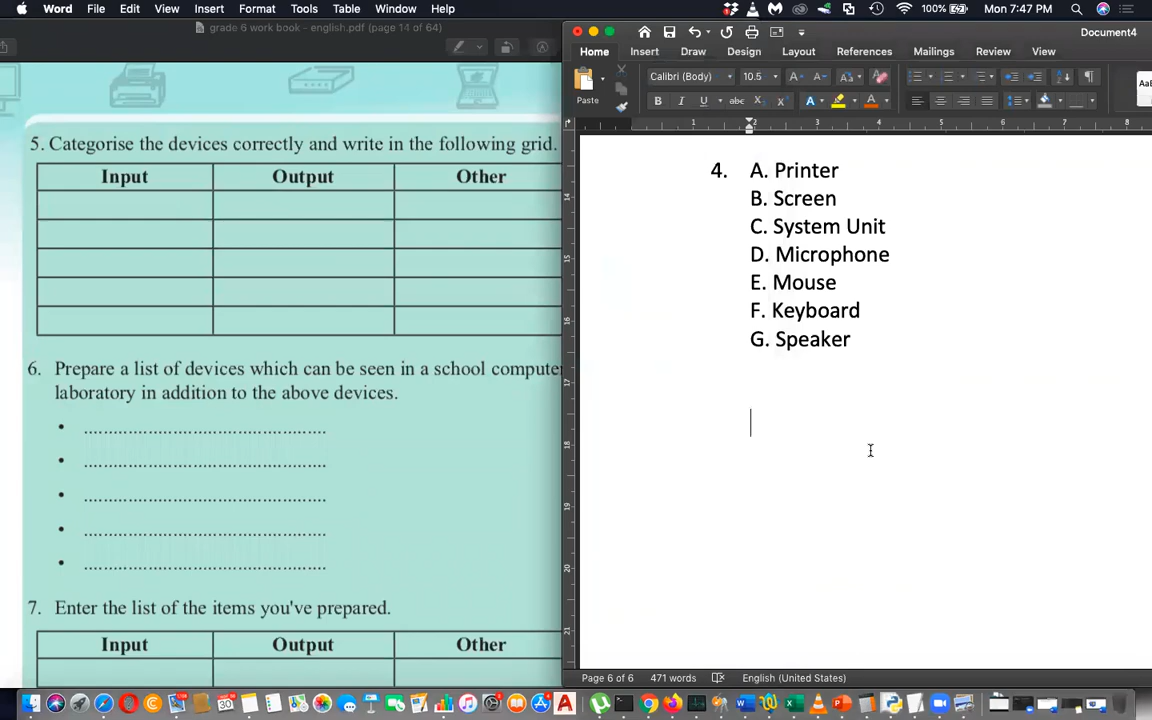 Word File Edit View Insert Format Tools Table Window Help
100% Mon 7:47 PM
grade 6 work book - english.pdf (page 14 of 64)
Document4
Home Insert Draw Design Layout References Mailings Review View
Paste
Calibri (Body) 10.5
5. Categorise the devices correctly and write in the following grid.
Input Output Other
6. Prepare a list of devices which can be seen in a school compute
laboratory in addition to the above devices.
7. Enter the list of the items you've prepared.
Input Output Other
4. A. Printer
B. Screen
C. System Unit
D. Microphone
E. Mouse
F. Keyboard
G. Speaker
Page 6 of 6 471 words English (United States)